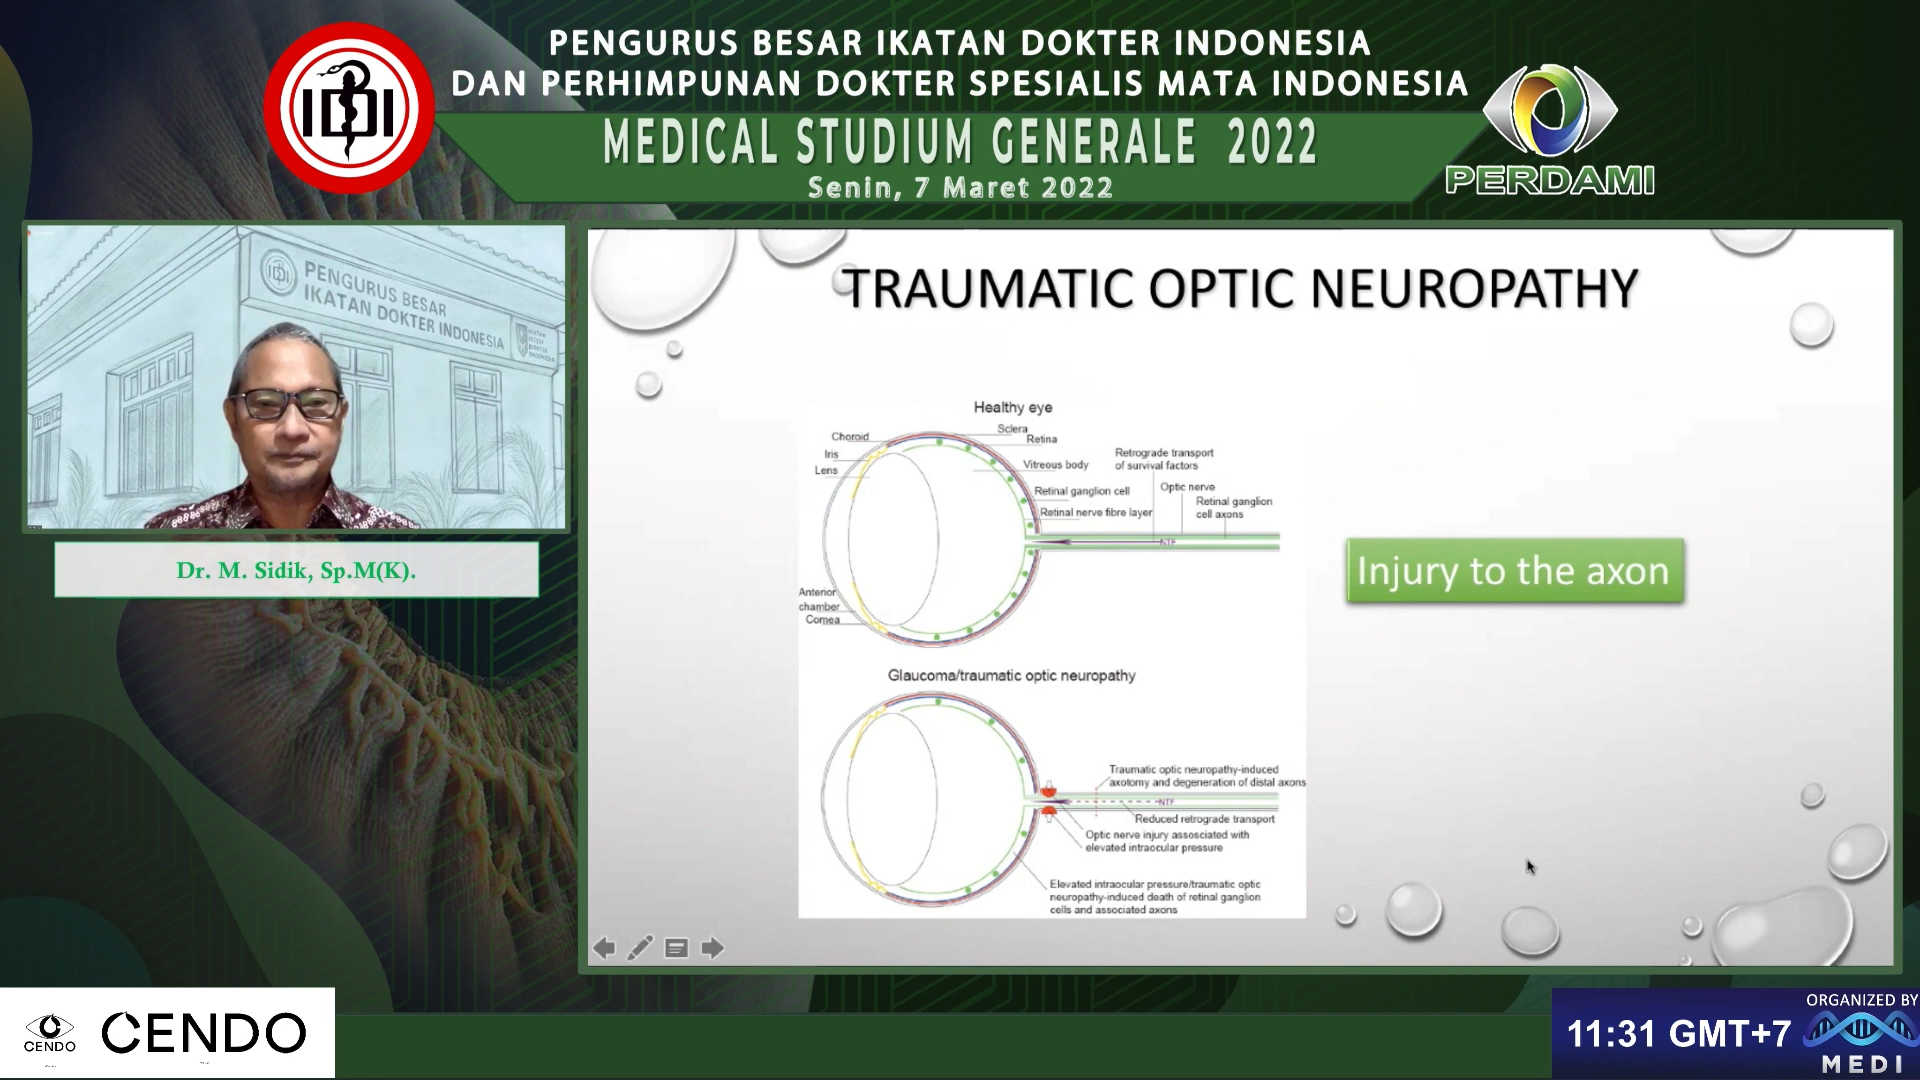 PENGURUS BESAR IKATAN DOKTER INDONESIA
DAN PERHIMPUNAN DOKTER SPESIALIS MATA INDONESIA
MEDICAL STUDIUM GENERALE 2022
Senin, 7 Maret 2022
IDI
PERDAMI
PENGURUS BESAR
IKATAN DOKTER INDONESIA
Dr. M. Sidik, Sp.M(K).
TRAUMATIC OPTIC NEUROPATHY
Healthy eye
Choroid
Iris
Lens
Sclera
Retina
Vitreous body
Retinal ganglion cell
Retinal nerve fibre layer
Retrograde transport
of survival factors
Optic nerve
Retinal ganglion
cell axons
NTF
Anterior
chamber
Cornea
Injury to the axon
Glaucoma/traumatic optic neuropathy
Traumatic optic neuropathy-induced
axotomy and degeneration of distal axons
NTF
Reduced retrograde transport
Optic nerve injury associated with
elevated intraocular pressure
Elevated intraocular pressure/traumatic optic
neuropathy-induced death of retinal ganglion
cells and associated axons
CENDO
CENDO
11:31 GMT+7
ORGANIZED BY
MEDI